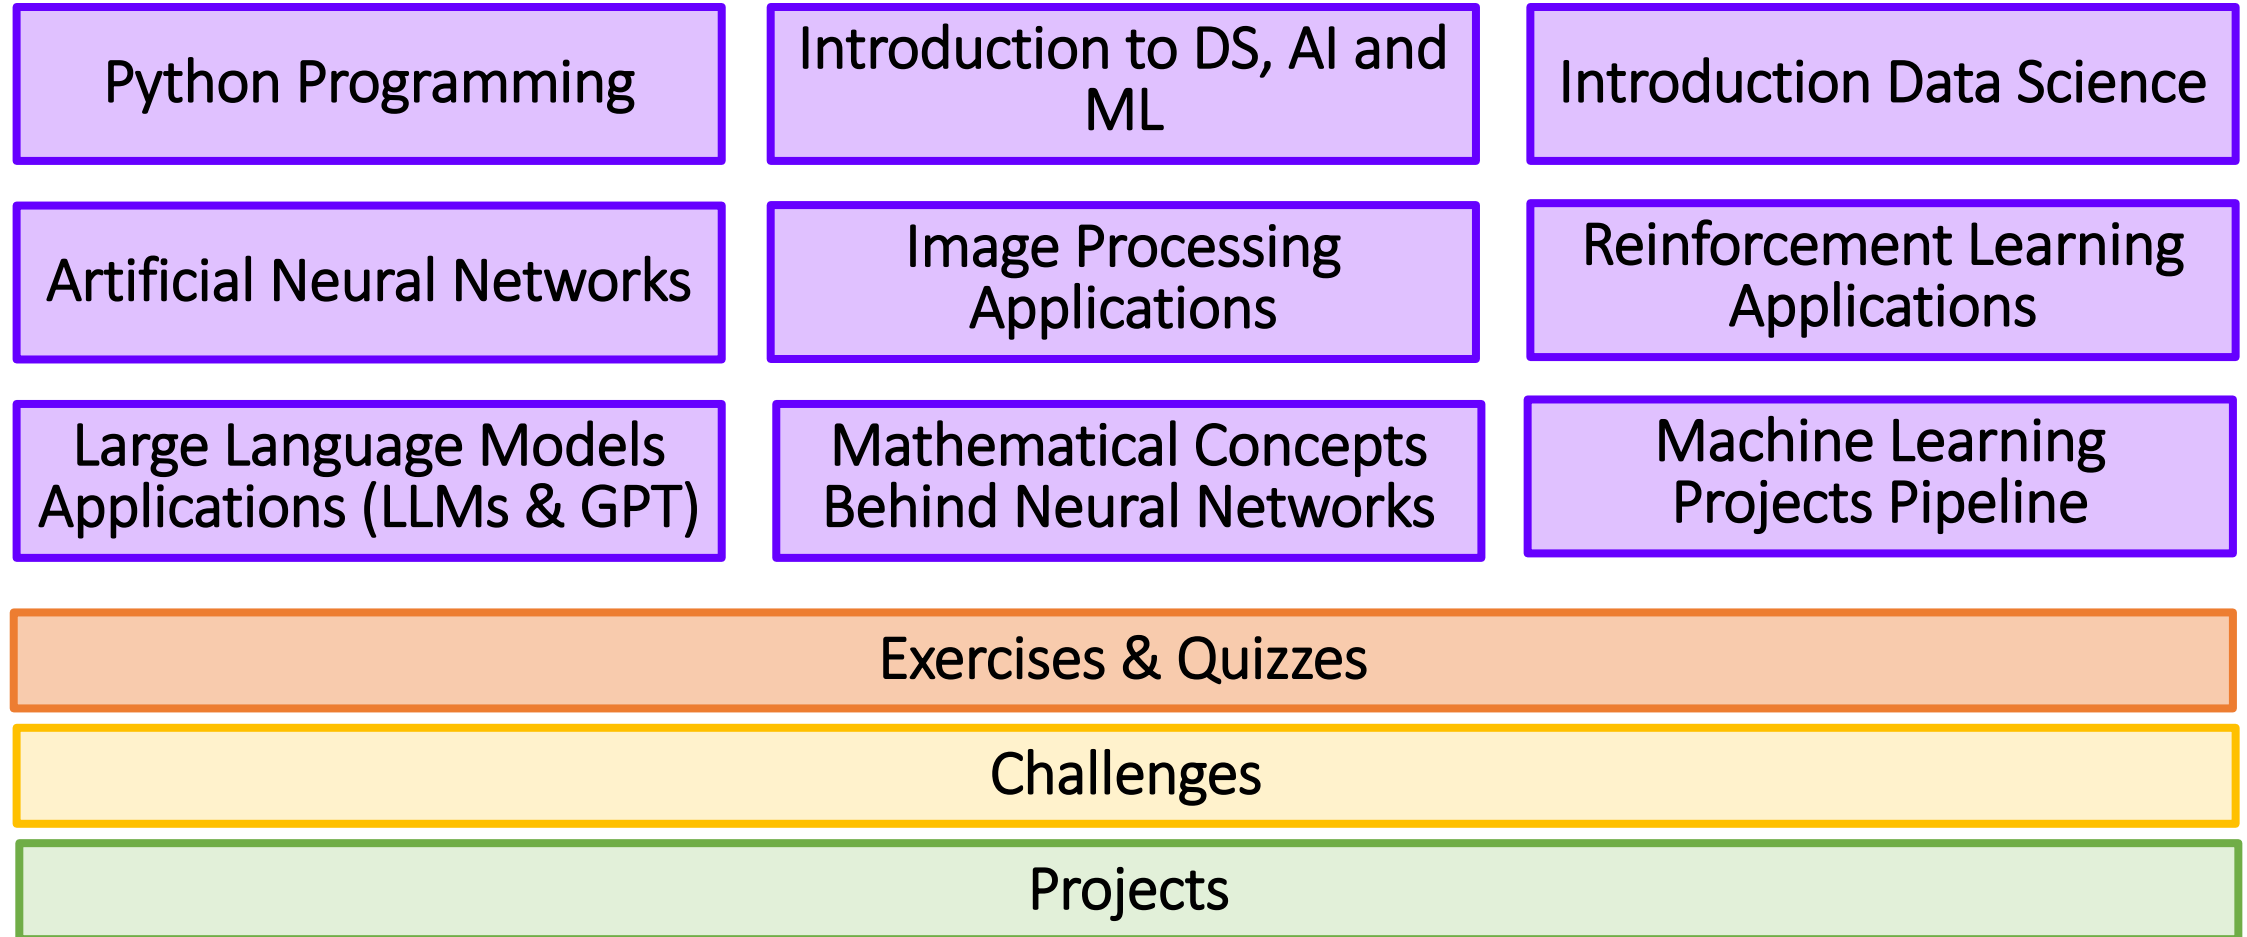 Python Programming
Introduction to DS, AI and
ML
Introduction Data Science
Artificial Neural Networks
Image Processing
Applications
Reinforcement Learning
Applications
Large Language Models
Applications (LLMs & GPT)
Mathematical Concepts
Behind Neural Networks
Machine Learning
Projects Pipeline
Exercises & Quizzes
Challenges
Projects